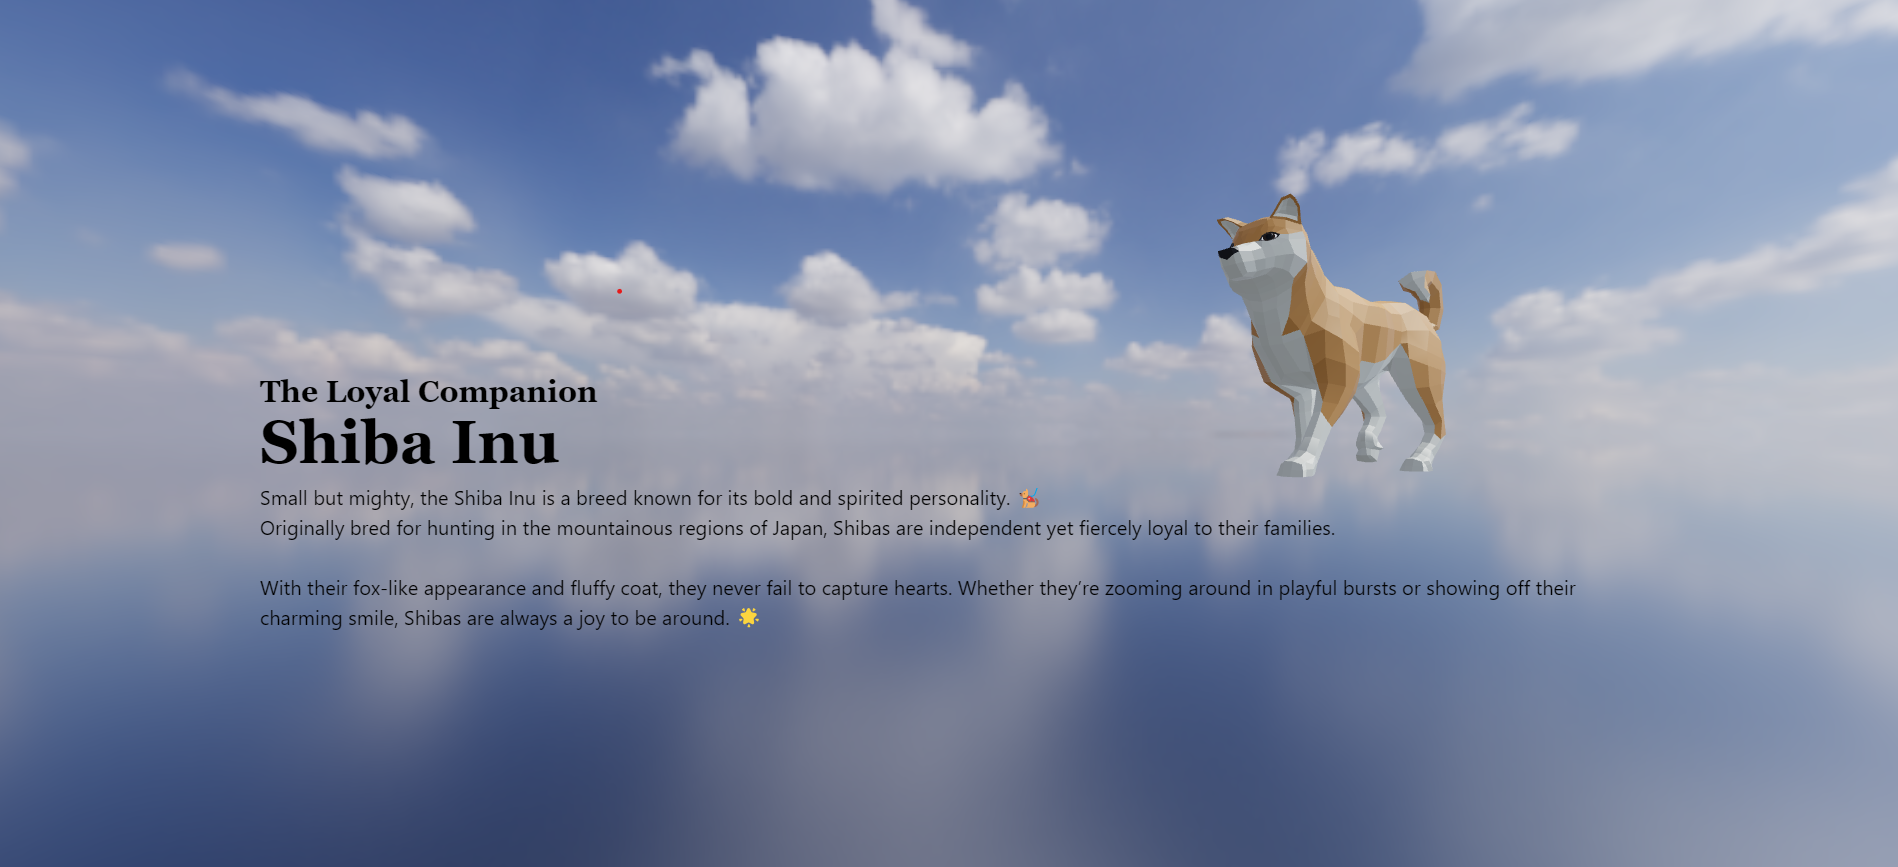 The Loyal Companion
Shiba Inu
Small but mighty, the Shiba Inu is a breed known for its bold and spirited personality. 🐕‍🦺
Originally bred for hunting in the mountainous regions of Japan, Shibas are independent yet fiercely loyal to their families.
With their fox-like appearance and fluffy coat, they never fail to capture hearts. Whether they’re zooming around in playful bursts or showing off their
charming smile, Shibas are always a joy to be around. 🌟